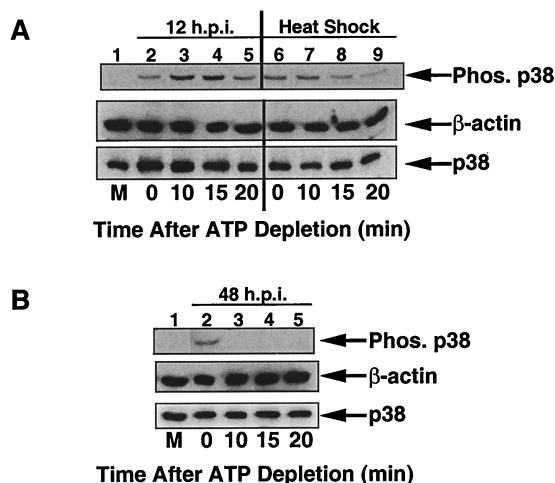 A
12 h.p.i. Heat Shock
1 2 3 4 5 6 7 8 9
Phos. p38
β-actin
p38
M 0 10 15 20 0 10 15 20
Time After ATP Depletion (min)
B
48 h.p.i.
1 2 3 4 5
Phos. p38
β-actin
p38
M 0 10 15 20
Time After ATP Depletion (min)